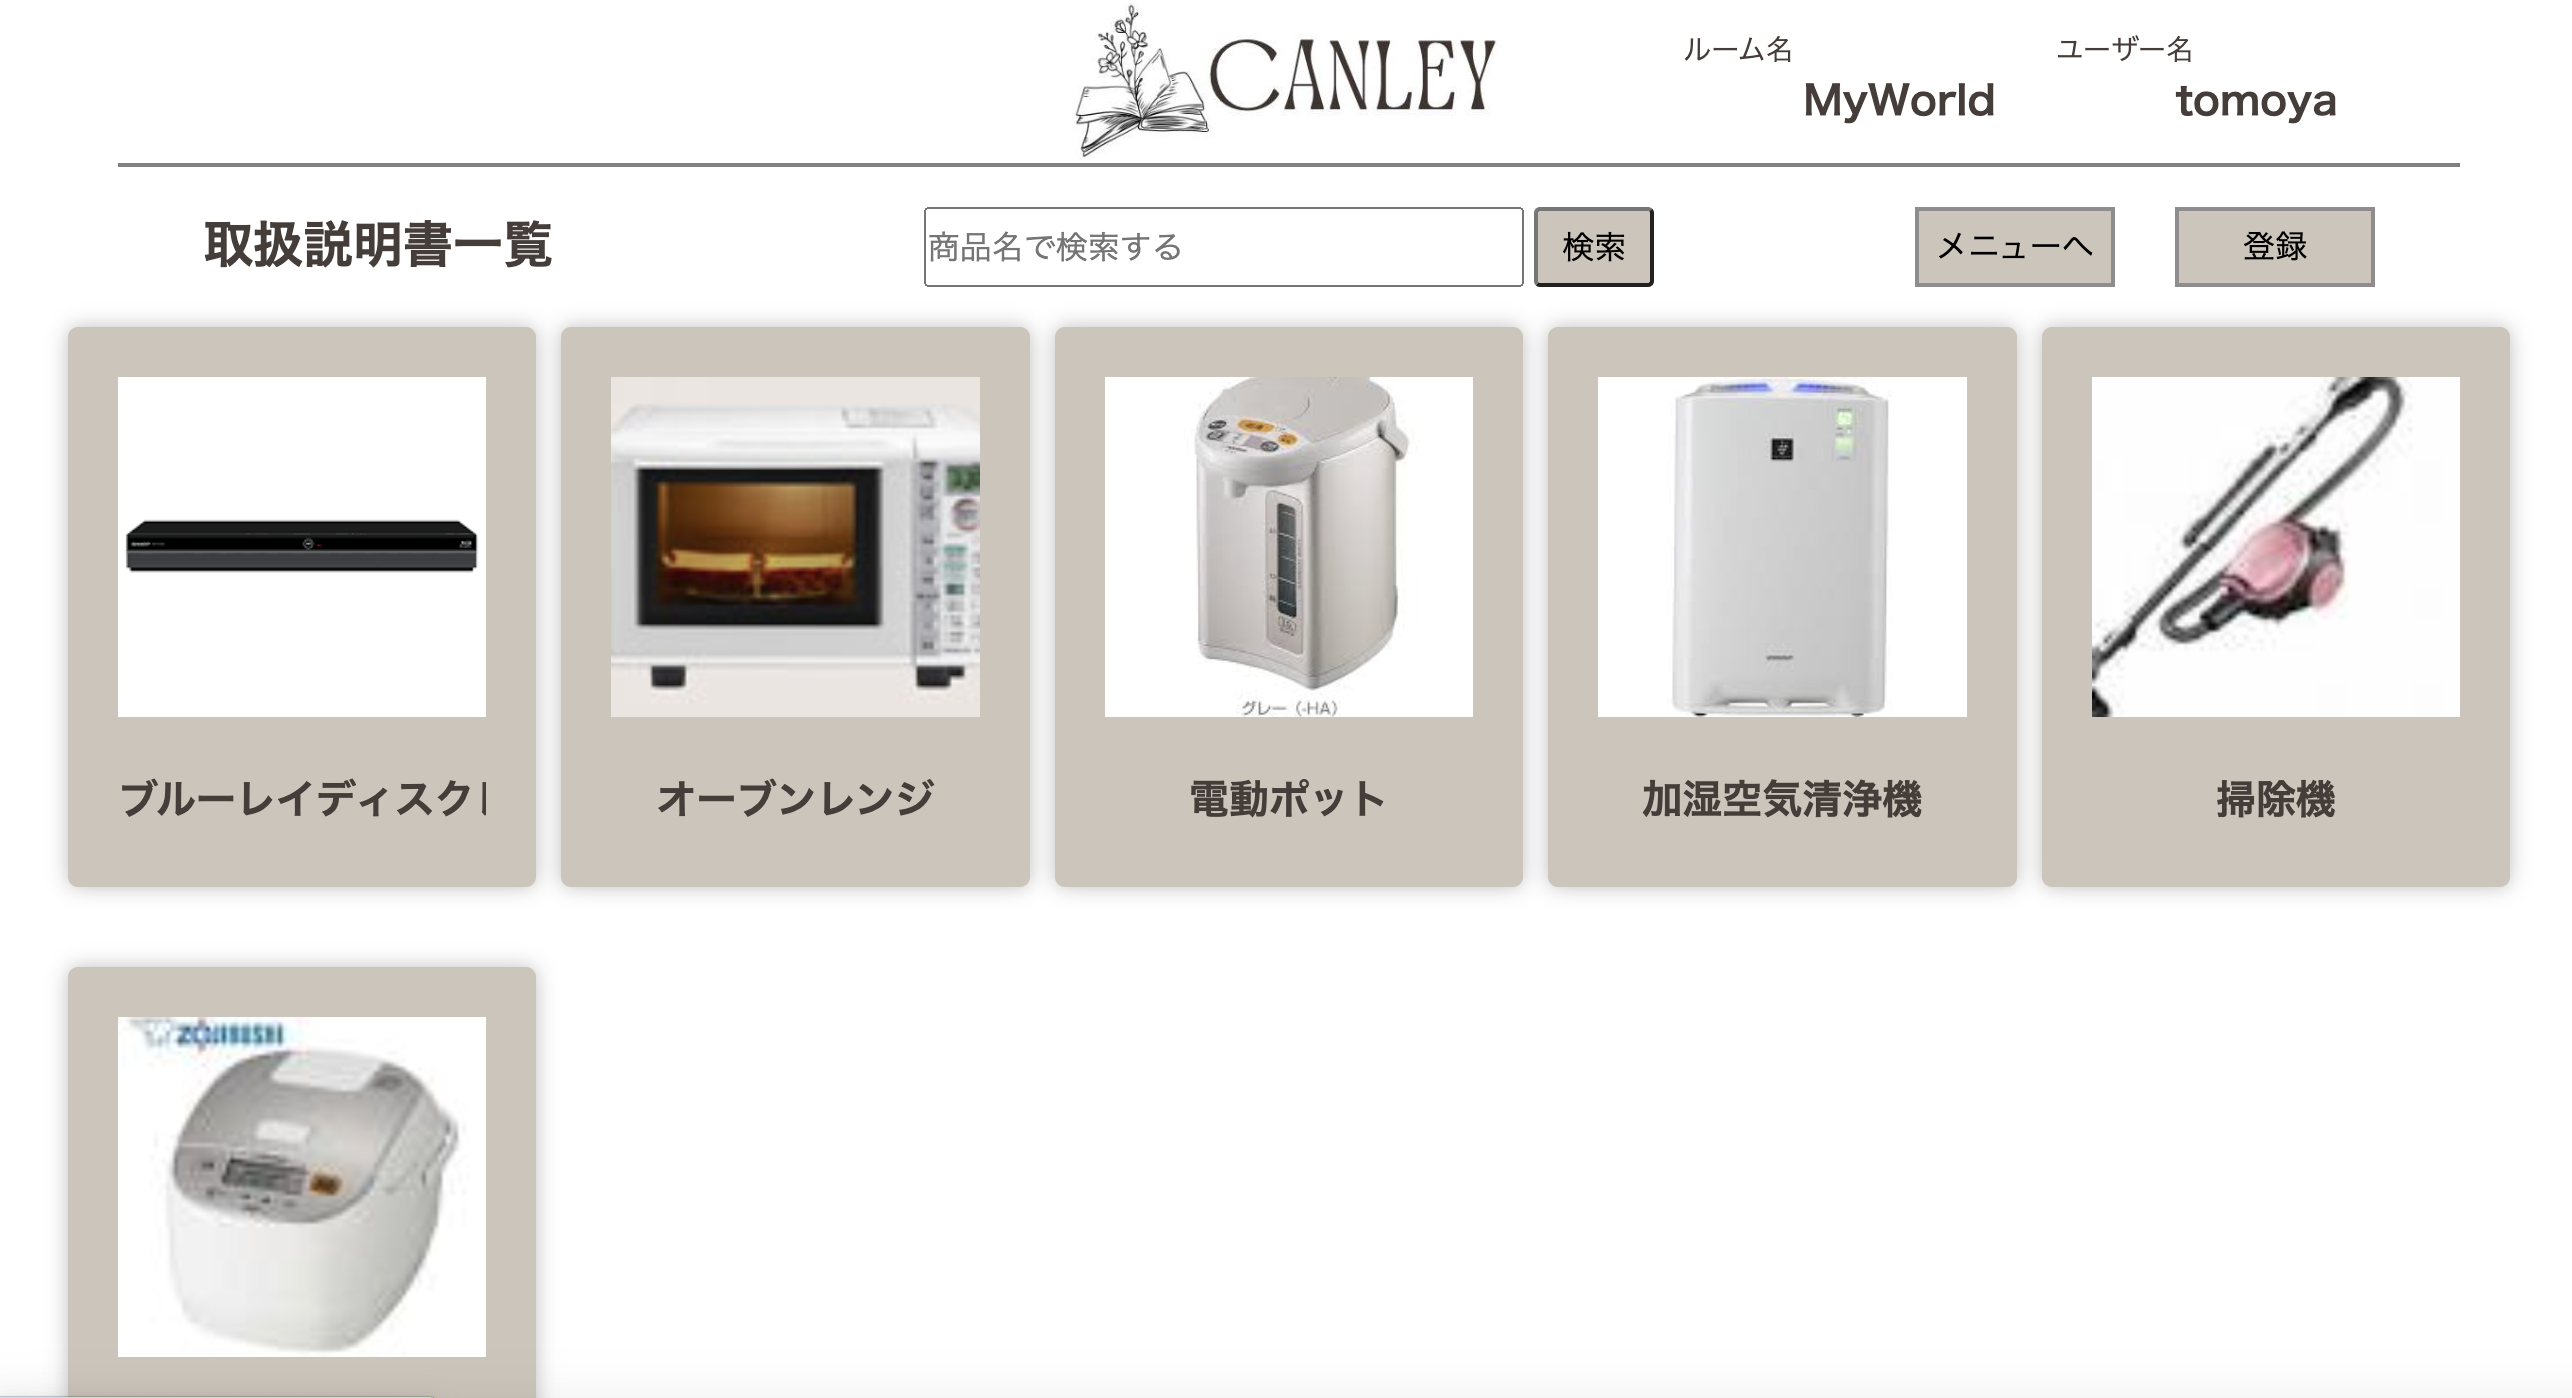 CANLEY
ルーム名
MyWorld
ユーザー名
tomoya
取扱説明書一覧
商品名で検索する
検索
メニューへ
登録
グレー（-HA）
ブルーレイディスク
オーブンレンジ
電動ポット
加湿空気清浄機
掃除機
ZOJIRUSHI